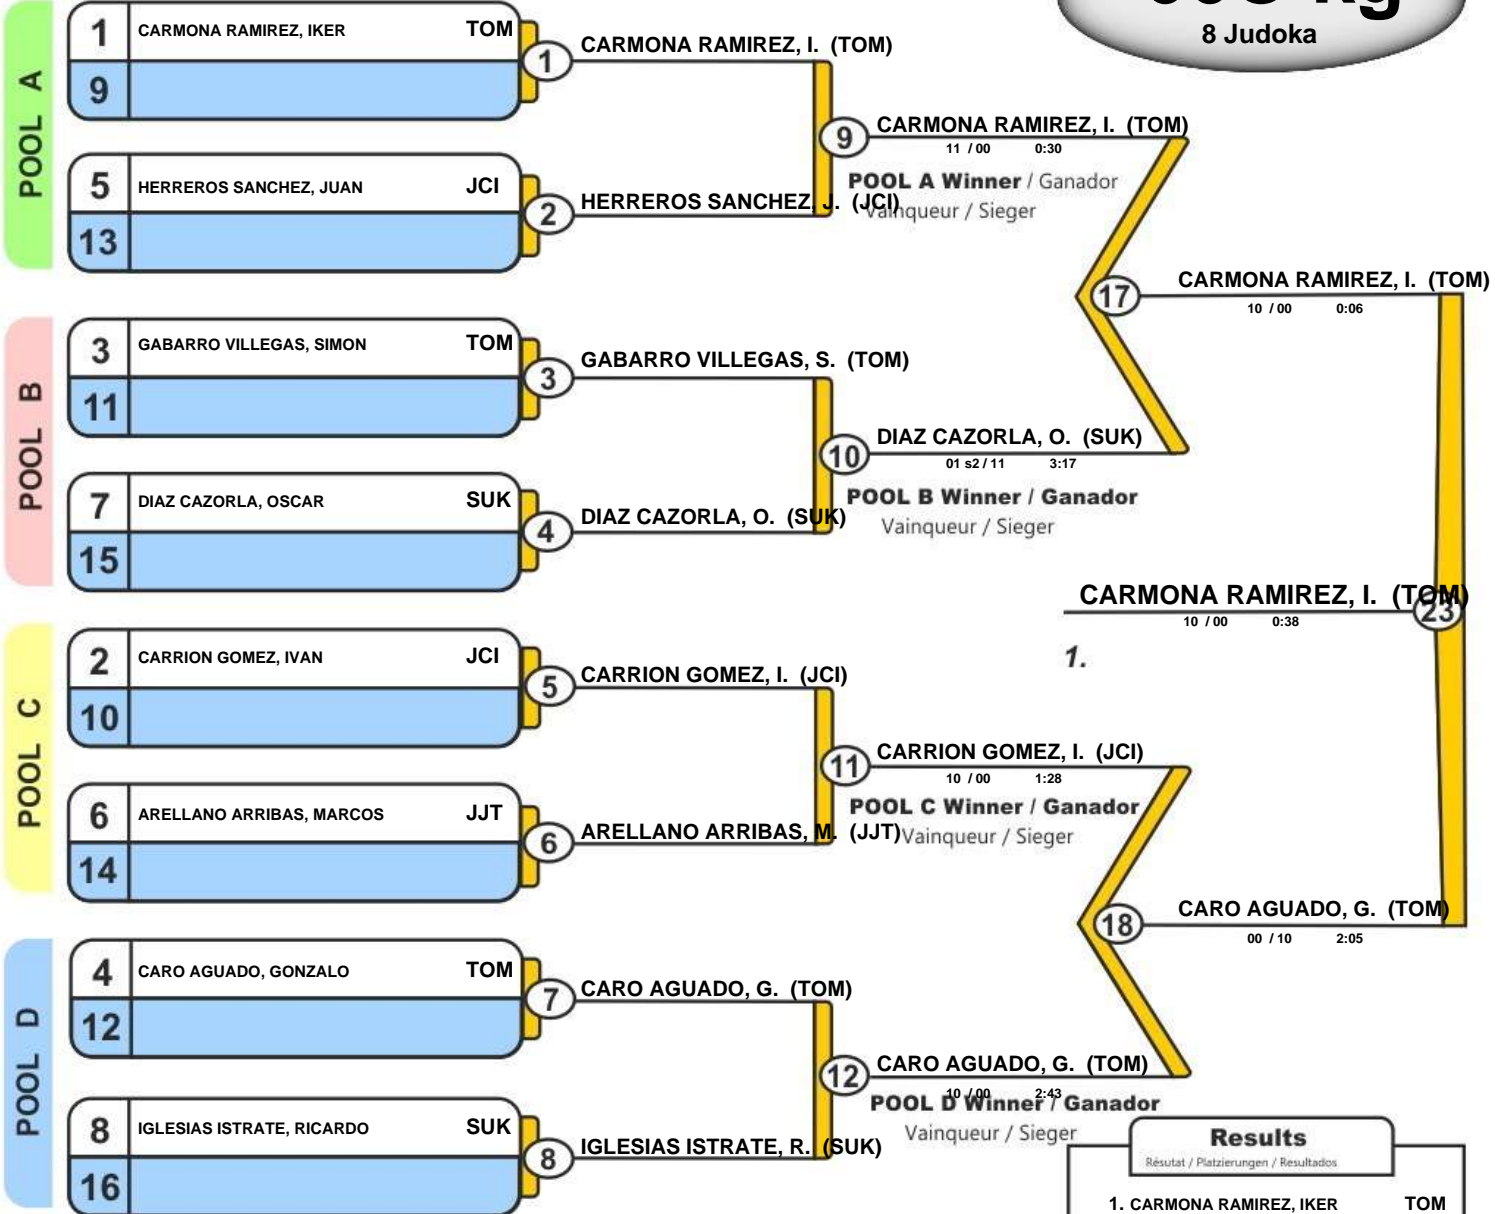 8 Judoka
POOL A
1 CARMONA RAMIREZ, IKER TOM
9
1
CARMONA RAMIREZ, I. (TOM)
5 HERREROS SANCHEZ, JUAN JCI
13
2
HERREROS SANCHEZ, J. (JCI)
9
CARMONA RAMIREZ, I. (TOM)
11 / 00 0:30
POOL A Winner / Ganador
Vainqueur / Sieger
POOL B
3 GABARRO VILLEGAS, SIMON TOM
11
3
GABARRO VILLEGAS, S. (TOM)
7 DIAZ CAZORLA, OSCAR SUK
15
4
DIAZ CAZORLA, O. (SUK)
10
DIAZ CAZORLA, O. (SUK)
01 s2 / 11 3:17
POOL B Winner / Ganador
Vainqueur / Sieger
17
CARMONA RAMIREZ, I. (TOM)
10 / 00 0:06
CARMONA RAMIREZ, I. (TOM)
23
10 / 00 0:38
1.
POOL C
2 CARRION GOMEZ, IVAN JCI
10
5
CARRION GOMEZ, I. (JCI)
6 ARELLANO ARRIBAS, MARCOS JJT
14
6
ARELLANO ARRIBAS, M. (JJT)
11
CARRION GOMEZ, I. (JCI)
10 / 00 1:28
POOL C Winner / Ganador
Vainqueur / Sieger
POOL D
4 CARO AGUADO, GONZALO TOM
12
7
CARO AGUADO, G. (TOM)
8 IGLESIAS ISTRATE, RICARDO SUK
16
8
IGLESIAS ISTRATE, R. (SUK)
12
CARO AGUADO, G. (TOM)
10 / 00 2:43
POOL D Winner / Ganador
Vainqueur / Sieger
18
CARO AGUADO, G. (TOM)
00 / 10 2:05
Results
Résutat / Platzierungen / Resultados
1. CARMONA RAMIREZ, IKER TOM